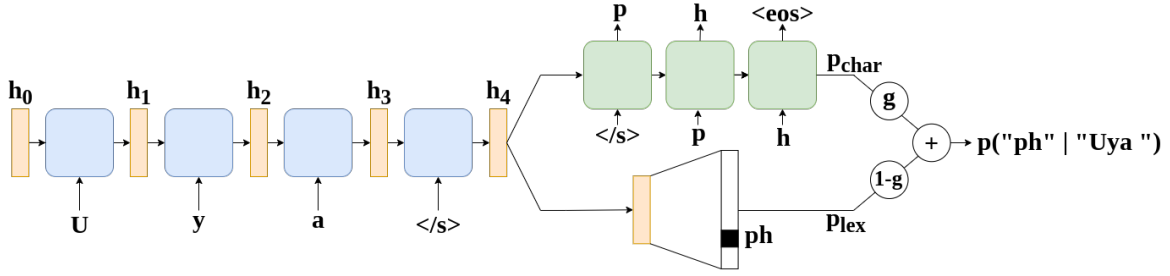 p h <eos>
h0 h1 h2 h3 h4
pchar
g
</s> p h
+ p("ph" | "Uya ")
1-g
U y a </s>
ph
plex